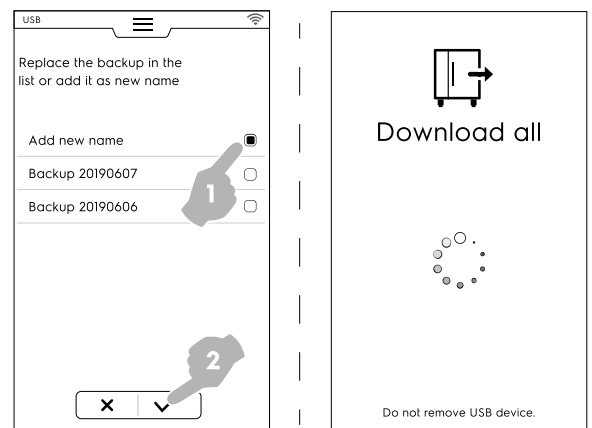 USB
Replace the backup in the
list or add it as new name
Add new name
Backup 20190607
Backup 20190606
1
2
Download all
Do not remove USB device.